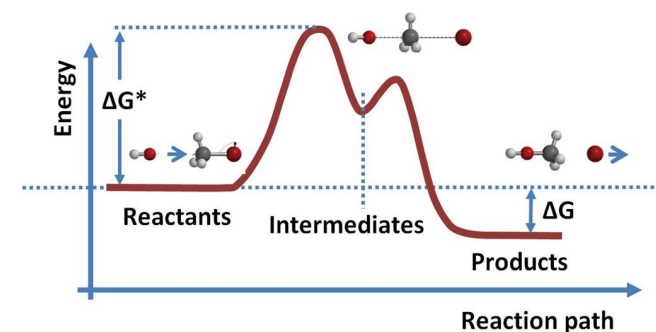 Energy
ΔG*
Reactants
Intermediates
ΔG
Products
Reaction path